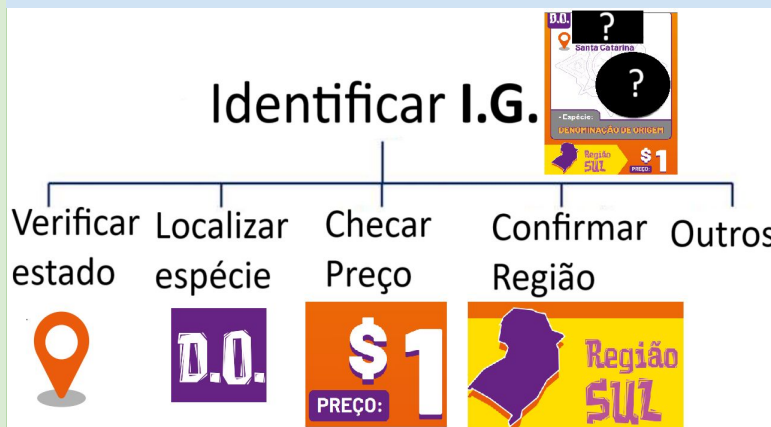 D.O.
?
Santa Catarina
?
- Espécie:
DENOMINAÇÃO DE ORIGEM
Região
SUL
PREÇO:
$1
Identificar I.G.
Verificar estado
Localizar espécie
Checar Preço
Confirmar Região
Outros
D.O.
$1
PREÇO:
Região
SUL